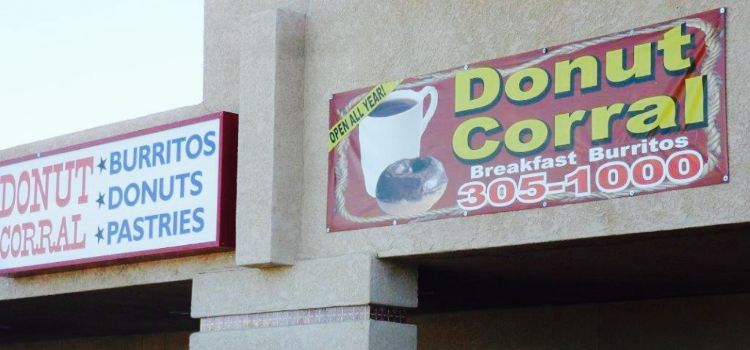 DONUT
CORRAL
★BURRITOS
★DONUTS
★PASTRIES
OPEN ALL YEAR!
Donut
Corral
Breakfast Burritos
305-1000